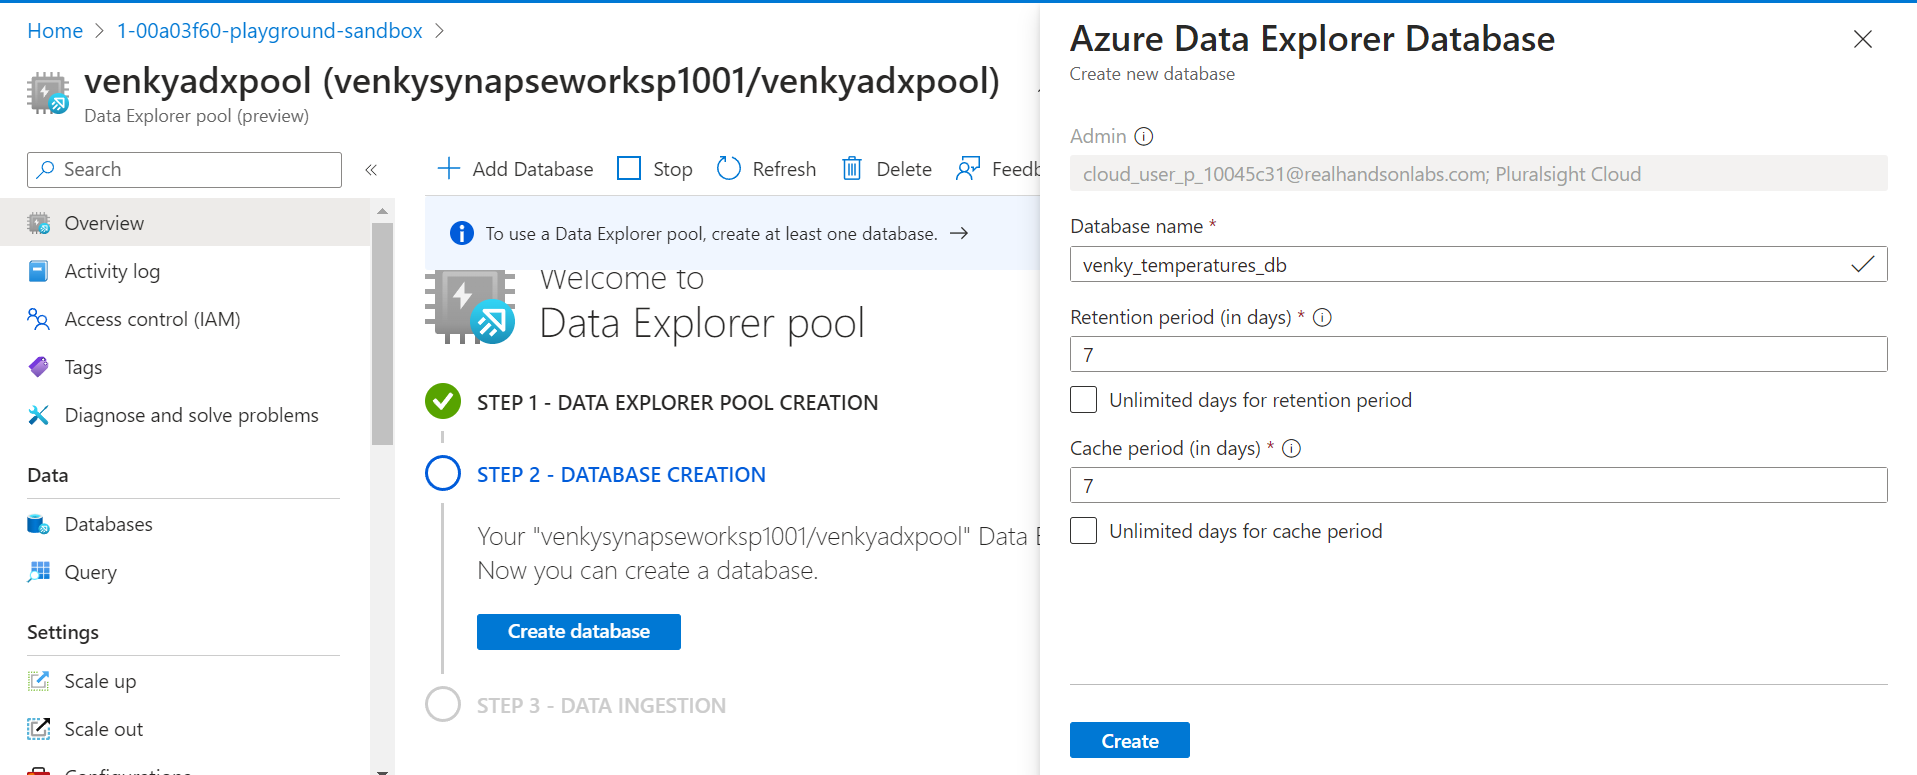 Home > 1-00a03f60-playground-sandbox >
venkyadxpool (venkysynapseworksp1001/venkyadxpool)
Data Explorer pool (preview)
Search
«
Overview
Activity log
Access control (IAM)
Tags
Diagnose and solve problems
Data
Databases
Query
Settings
Scale up
Scale out
Configurations
Add Database
Stop
Refresh
Delete
Feedb
To use a Data Explorer pool, create at least one database. →
Welcome to
Data Explorer pool
STEP 1 - DATA EXPLORER POOL CREATION
STEP 2 - DATABASE CREATION
Your "venkysynapseworksp1001/venkyadxpool" Data E
Now you can create a database.
Create database
STEP 3 - DATA INGESTION
Azure Data Explorer Database
Create new database
Admin
cloud_user_p_10045c31@realhandsonlabs.com; Pluralsight Cloud
Database name *
venky_temperatures_db
Retention period (in days) *
7
Unlimited days for retention period
Cache period (in days) *
7
Unlimited days for cache period
Create